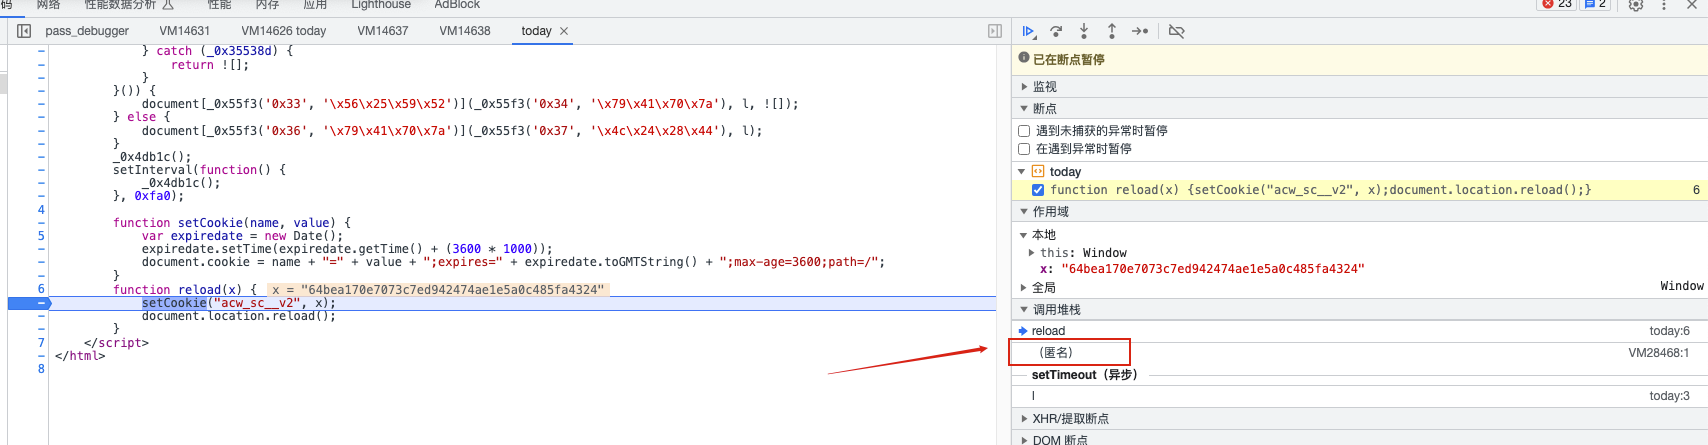 码 网络 性能数据分析 性能 内存 应用 Lighthouse AdBlock 23 2
pass_debugger VM14631 VM14626 today VM14637 VM14638 today
} catch (_0x35538d) {
return ![];
}
}()) {
document[_0x55f3('0x33', '\x56\x25\x59\x52')](_0x55f3('0x34', '\x79\x41\x70\x7a'), l, ![]);
} else {
document[_0x55f3('0x36', '\x79\x41\x70\x7a')](_0x55f3('0x37', '\x4c\x24\x28\x44'), l);
}
_0x4db1c();
setInterval(function() {
_0x4db1c();
}, 0xfa0);
4
function setCookie(name, value) {
5 var expiredate = new Date();
expiredate.setTime(expiredate.getTime() + (3600 * 1000));
document.cookie = name + "=" + value + ";expires=" + expiredate.toGMTString() + ";max-age=3600;path=/";
}
6 function reload(x) { x = "64bea170e7073c7ed942474ae1e5a0c485fa4324"
setCookie("acw_sc__v2", x);
document.location.reload();
}
7 </script>
</html>
8
已在断点暂停
监视
断点
遇到未捕获的异常时暂停
在遇到异常时暂停
today
function reload(x) {setCookie("acw_sc__v2", x);document.location.reload();} 6
作用域
本地
this: Window
x: "64bea170e7073c7ed942474ae1e5a0c485fa4324"
全局 Window
调用堆栈
reload today:6
(匿名) VM28468:1
setTimeout（异步）
l today:3
XHR/提取断点
DOM 断点